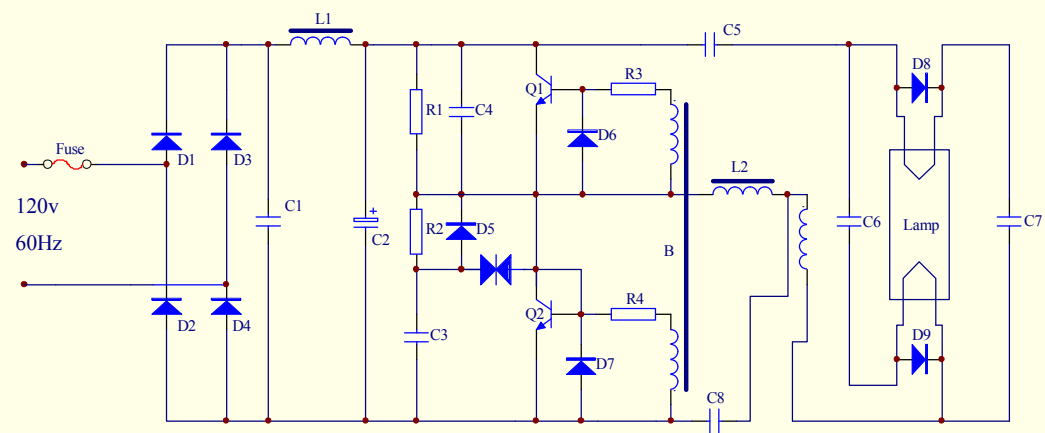 L1
C5
Q1
R3
D8
R1
C4
Fuse
D1
D3
D6
L2
120v
C1
R2
D5
C6
Lamp
C7
60Hz
C2
B
D2
D4
C3
Q2
R4
D9
D7
C8
+